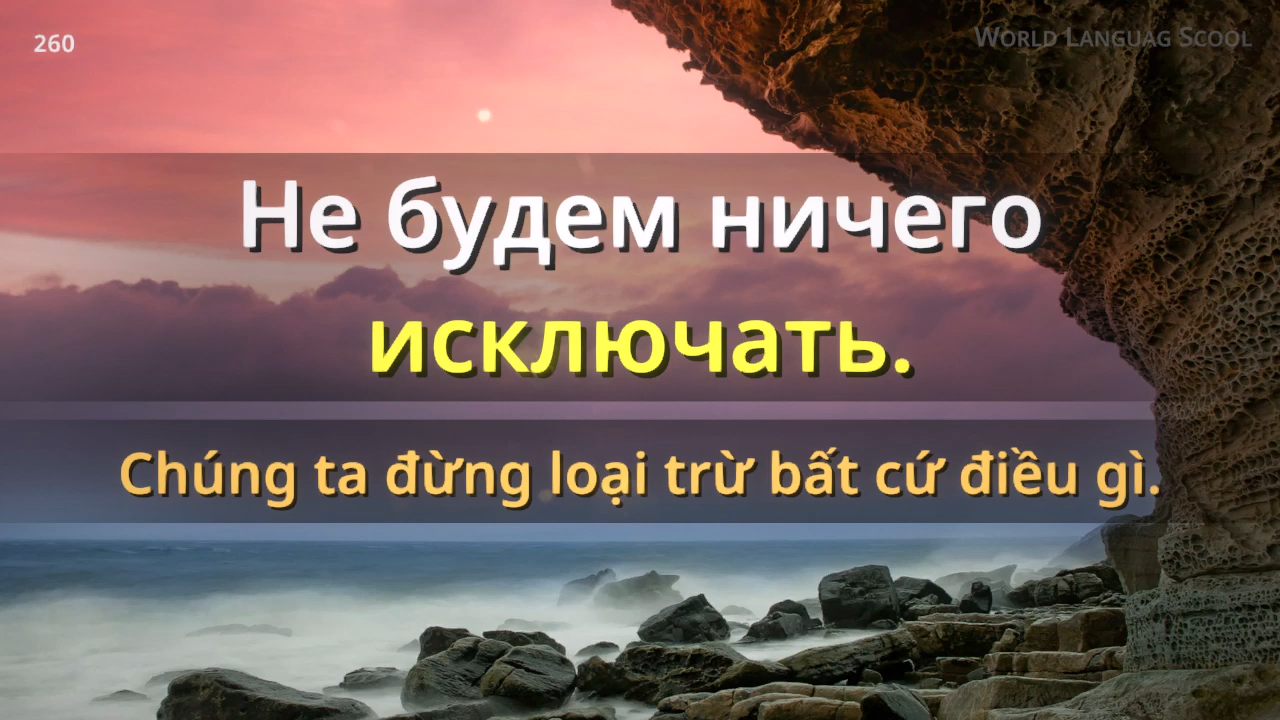 260
WORLD LANGUAG SCOOL
Не будем ничего
исключать.
Chúng ta đừng loại trừ bất cứ điều gì.